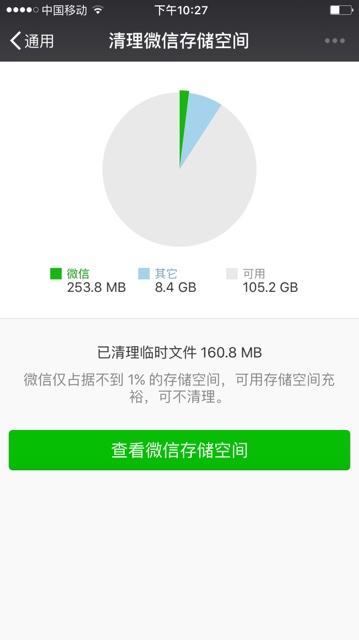 中国移动 下午10:27
通用 清理微信存储空间
微信 其它 可用
253.8 MB 8.4 GB 105.2 GB
已清理临时文件 160.8 MB
微信仅占据不到 1% 的存储空间，可用存储空间充
裕，可不清理。
查看微信存储空间